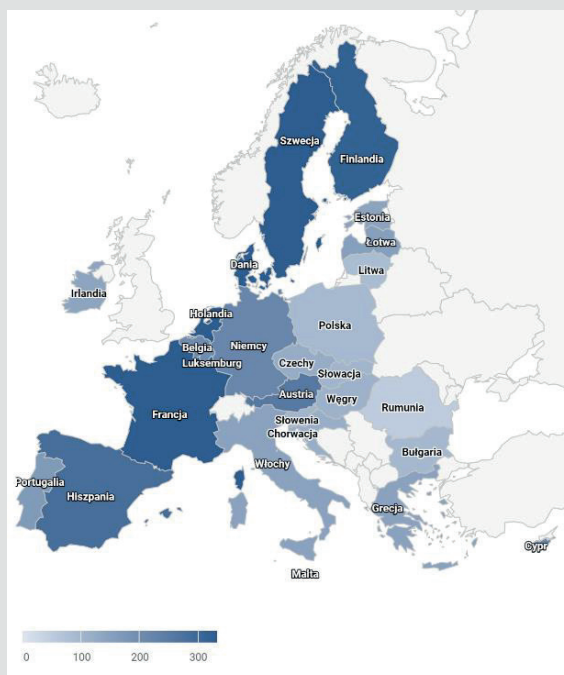 Szwecja
Finlandia
Estonia
Łotwa
Dania
Litwa
Irlandia
Holandia
Polska
Belgia
Niemcy
Luksemburg
Czechy
Słowacja
Austria
Węgry
Francja
Rumunia
Słowenia
Chorwacja
Bułgaria
Włochy
Portugalia
Hiszpania
Grecja
Cypr
Malta
0 100 200 300